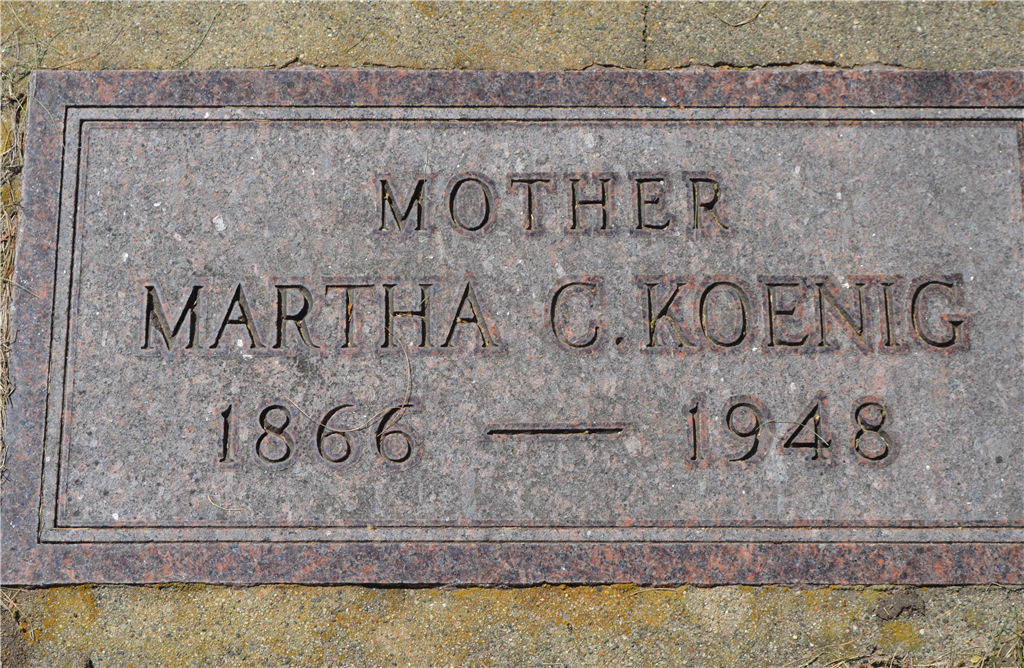 MOTHER
MARTHA C. KOENIG
1866 — 1948